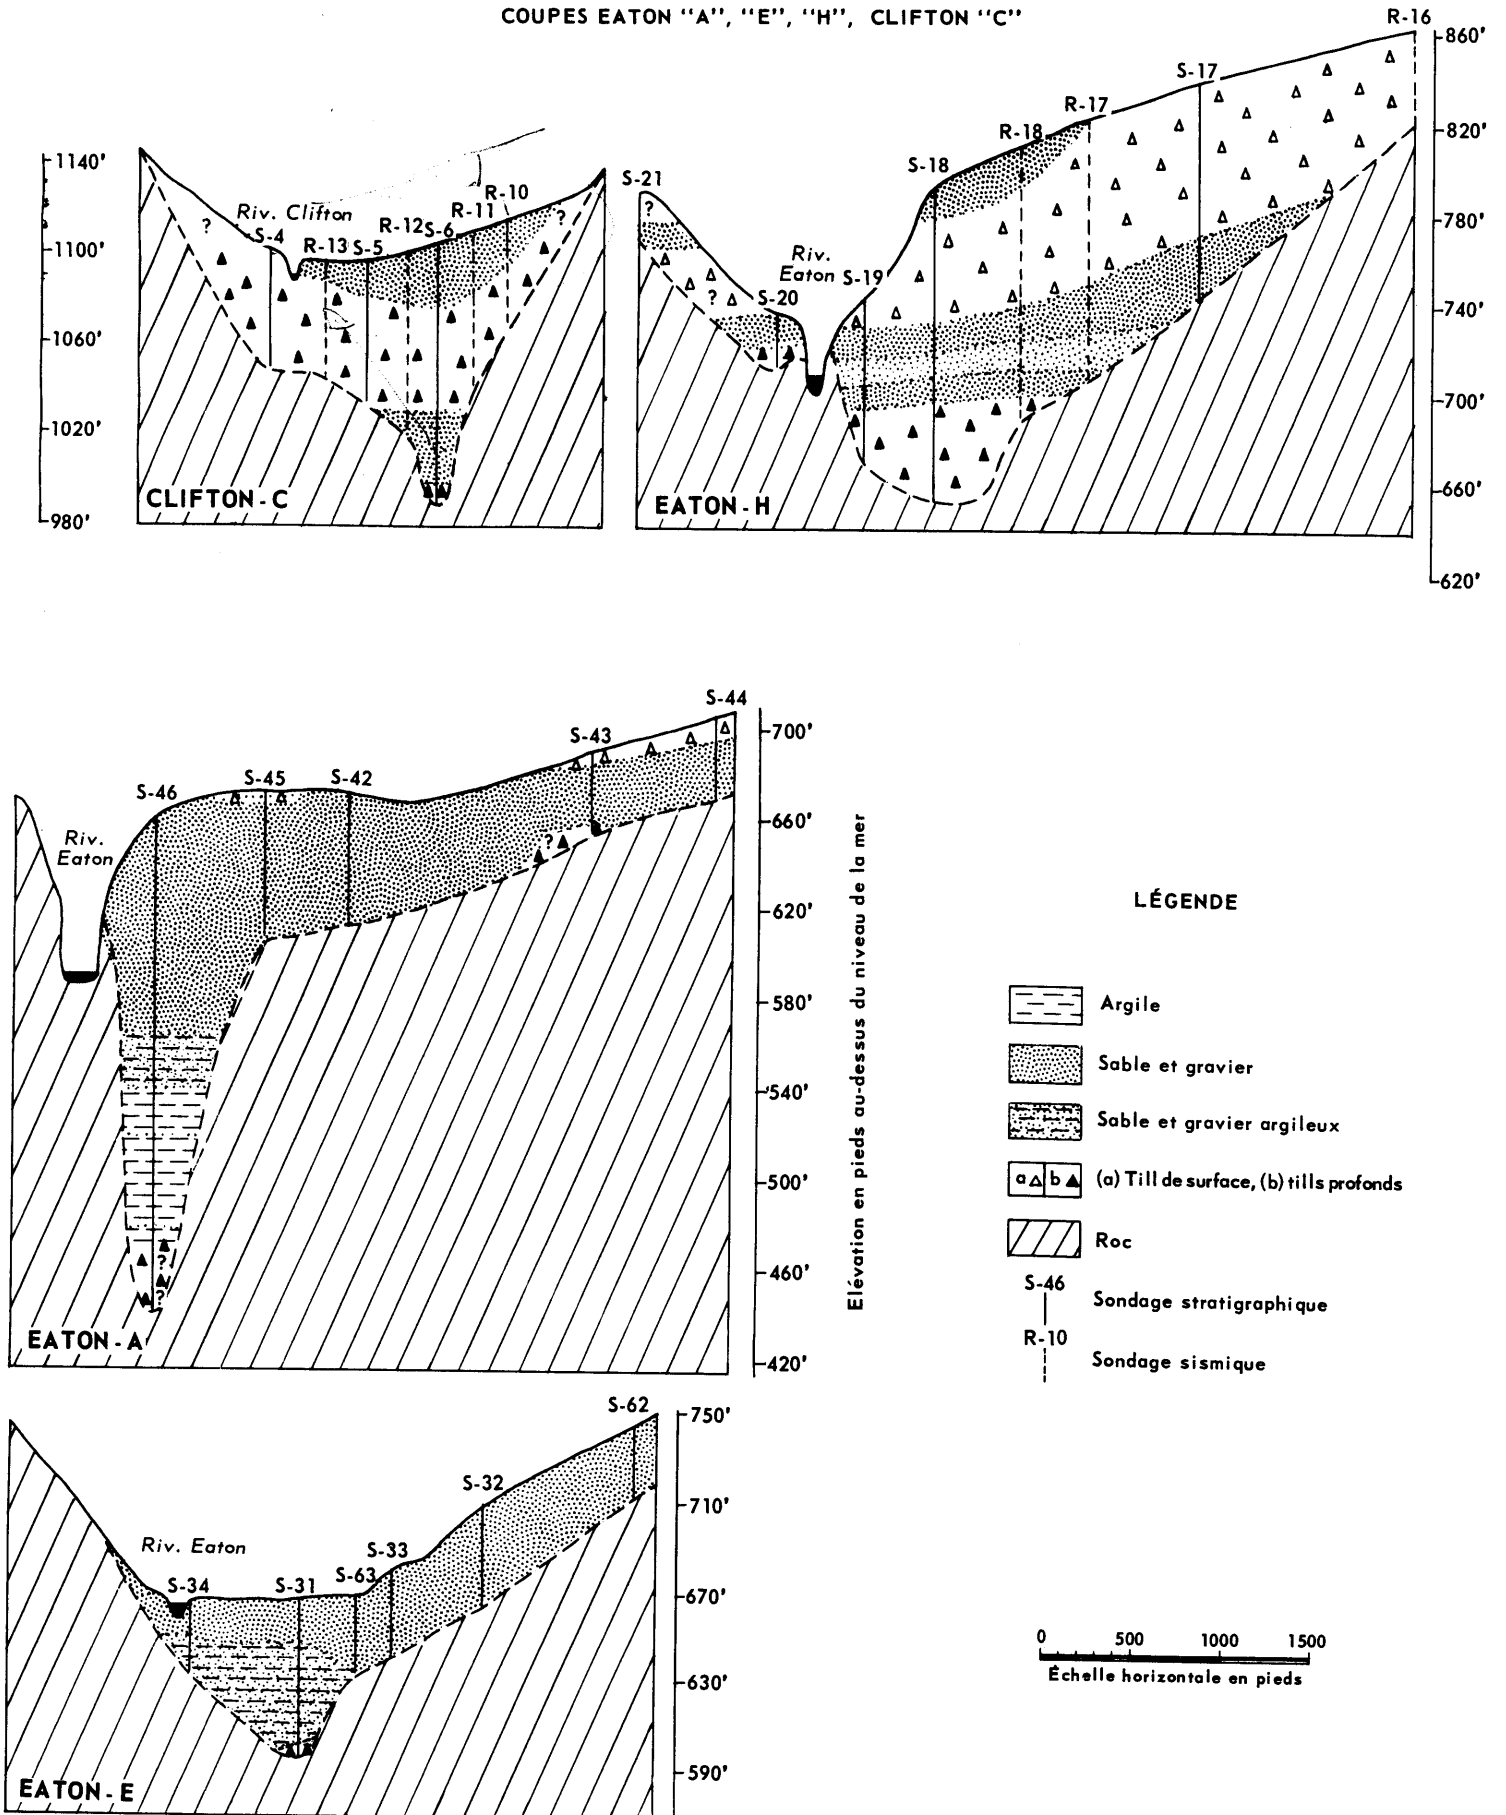 COUPES EATON "A", "E", "H", CLIFTON "C"
1140'
1100'
1060'
1020'
980'
?
Riv. Clifton
S-4
R-13
S-5
R-12
S-6
R-11
R-10
?
CLIFTON-C
S-21
?
?
S-20
Riv.
Eaton
S-19
S-18
R-18
R-17
S-17
R-16
EATON-H
860'
820'
780'
740'
700'
660'
620'
Riv.
Eaton
S-46
S-45
S-42
S-43
S-44
?
?
?
EATON-A
700'
660'
620'
580'
540'
500'
460'
420'
Elévation en pieds au-dessus du niveau de la mer
LÉGENDE
Argile
Sable et gravier
Sable et gravier argileux
a b (a) Till de surface, (b) tills profonds
Roc
S-46
Sondage stratigraphique
R-10
Sondage sismique
Riv. Eaton
S-34
S-31
S-63
S-33
S-32
S-62
EATON-E
750'
710'
670'
630'
590'
0 500 1000 1500
Échelle horizontale en pieds